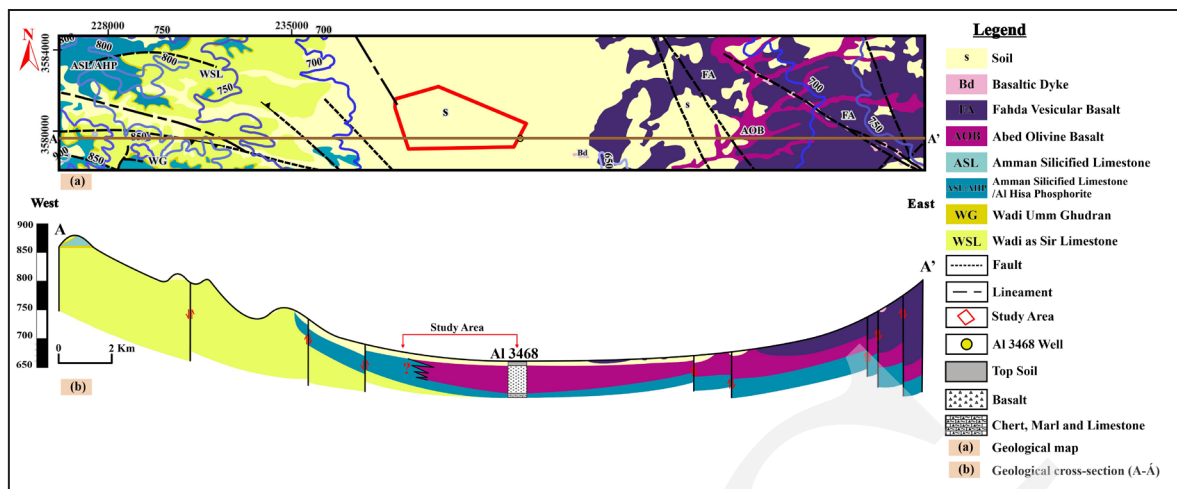 228000 750 235000 700
N
3584000
3580000
800
800
ASL/AHP
800
WSL
750
700
850
900
850
WG
A
S
Bd
650
FA
S
AOB
700
FA
750
A'
(a)
West
East
900
850
800
750
700
650
A
A'
Study Area
Al 3468
?
0 2 Km
(b)
Legend
S Soil
Bd Basaltic Dyke
FA Fahda Vesicular Basalt
AOB Abed Olivine Basalt
ASL Amman Silicified Limestone
ASL/AHP Amman Silicified Limestone
/Al Hisa Phosphorite
WG Wadi Umm Ghudran
WSL Wadi as Sir Limestone
Fault
Lineament
Study Area
Al 3468 Well
Top Soil
Basalt
Chert, Marl and Limestone
(a) Geological map
(b) Geological cross-section (A-Á)